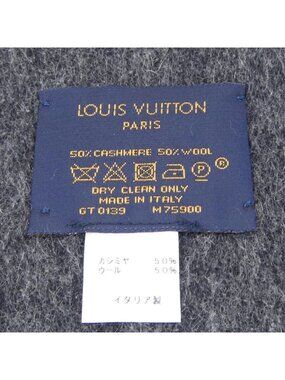 LOUIS VUITTON
PARIS
50% CASHMERE 50% WOOL
P ®
DRY CLEAN ONLY
MADE IN ITALY
GT0139 M75900
カシミヤ 50%
ウール 50%
イタリア製